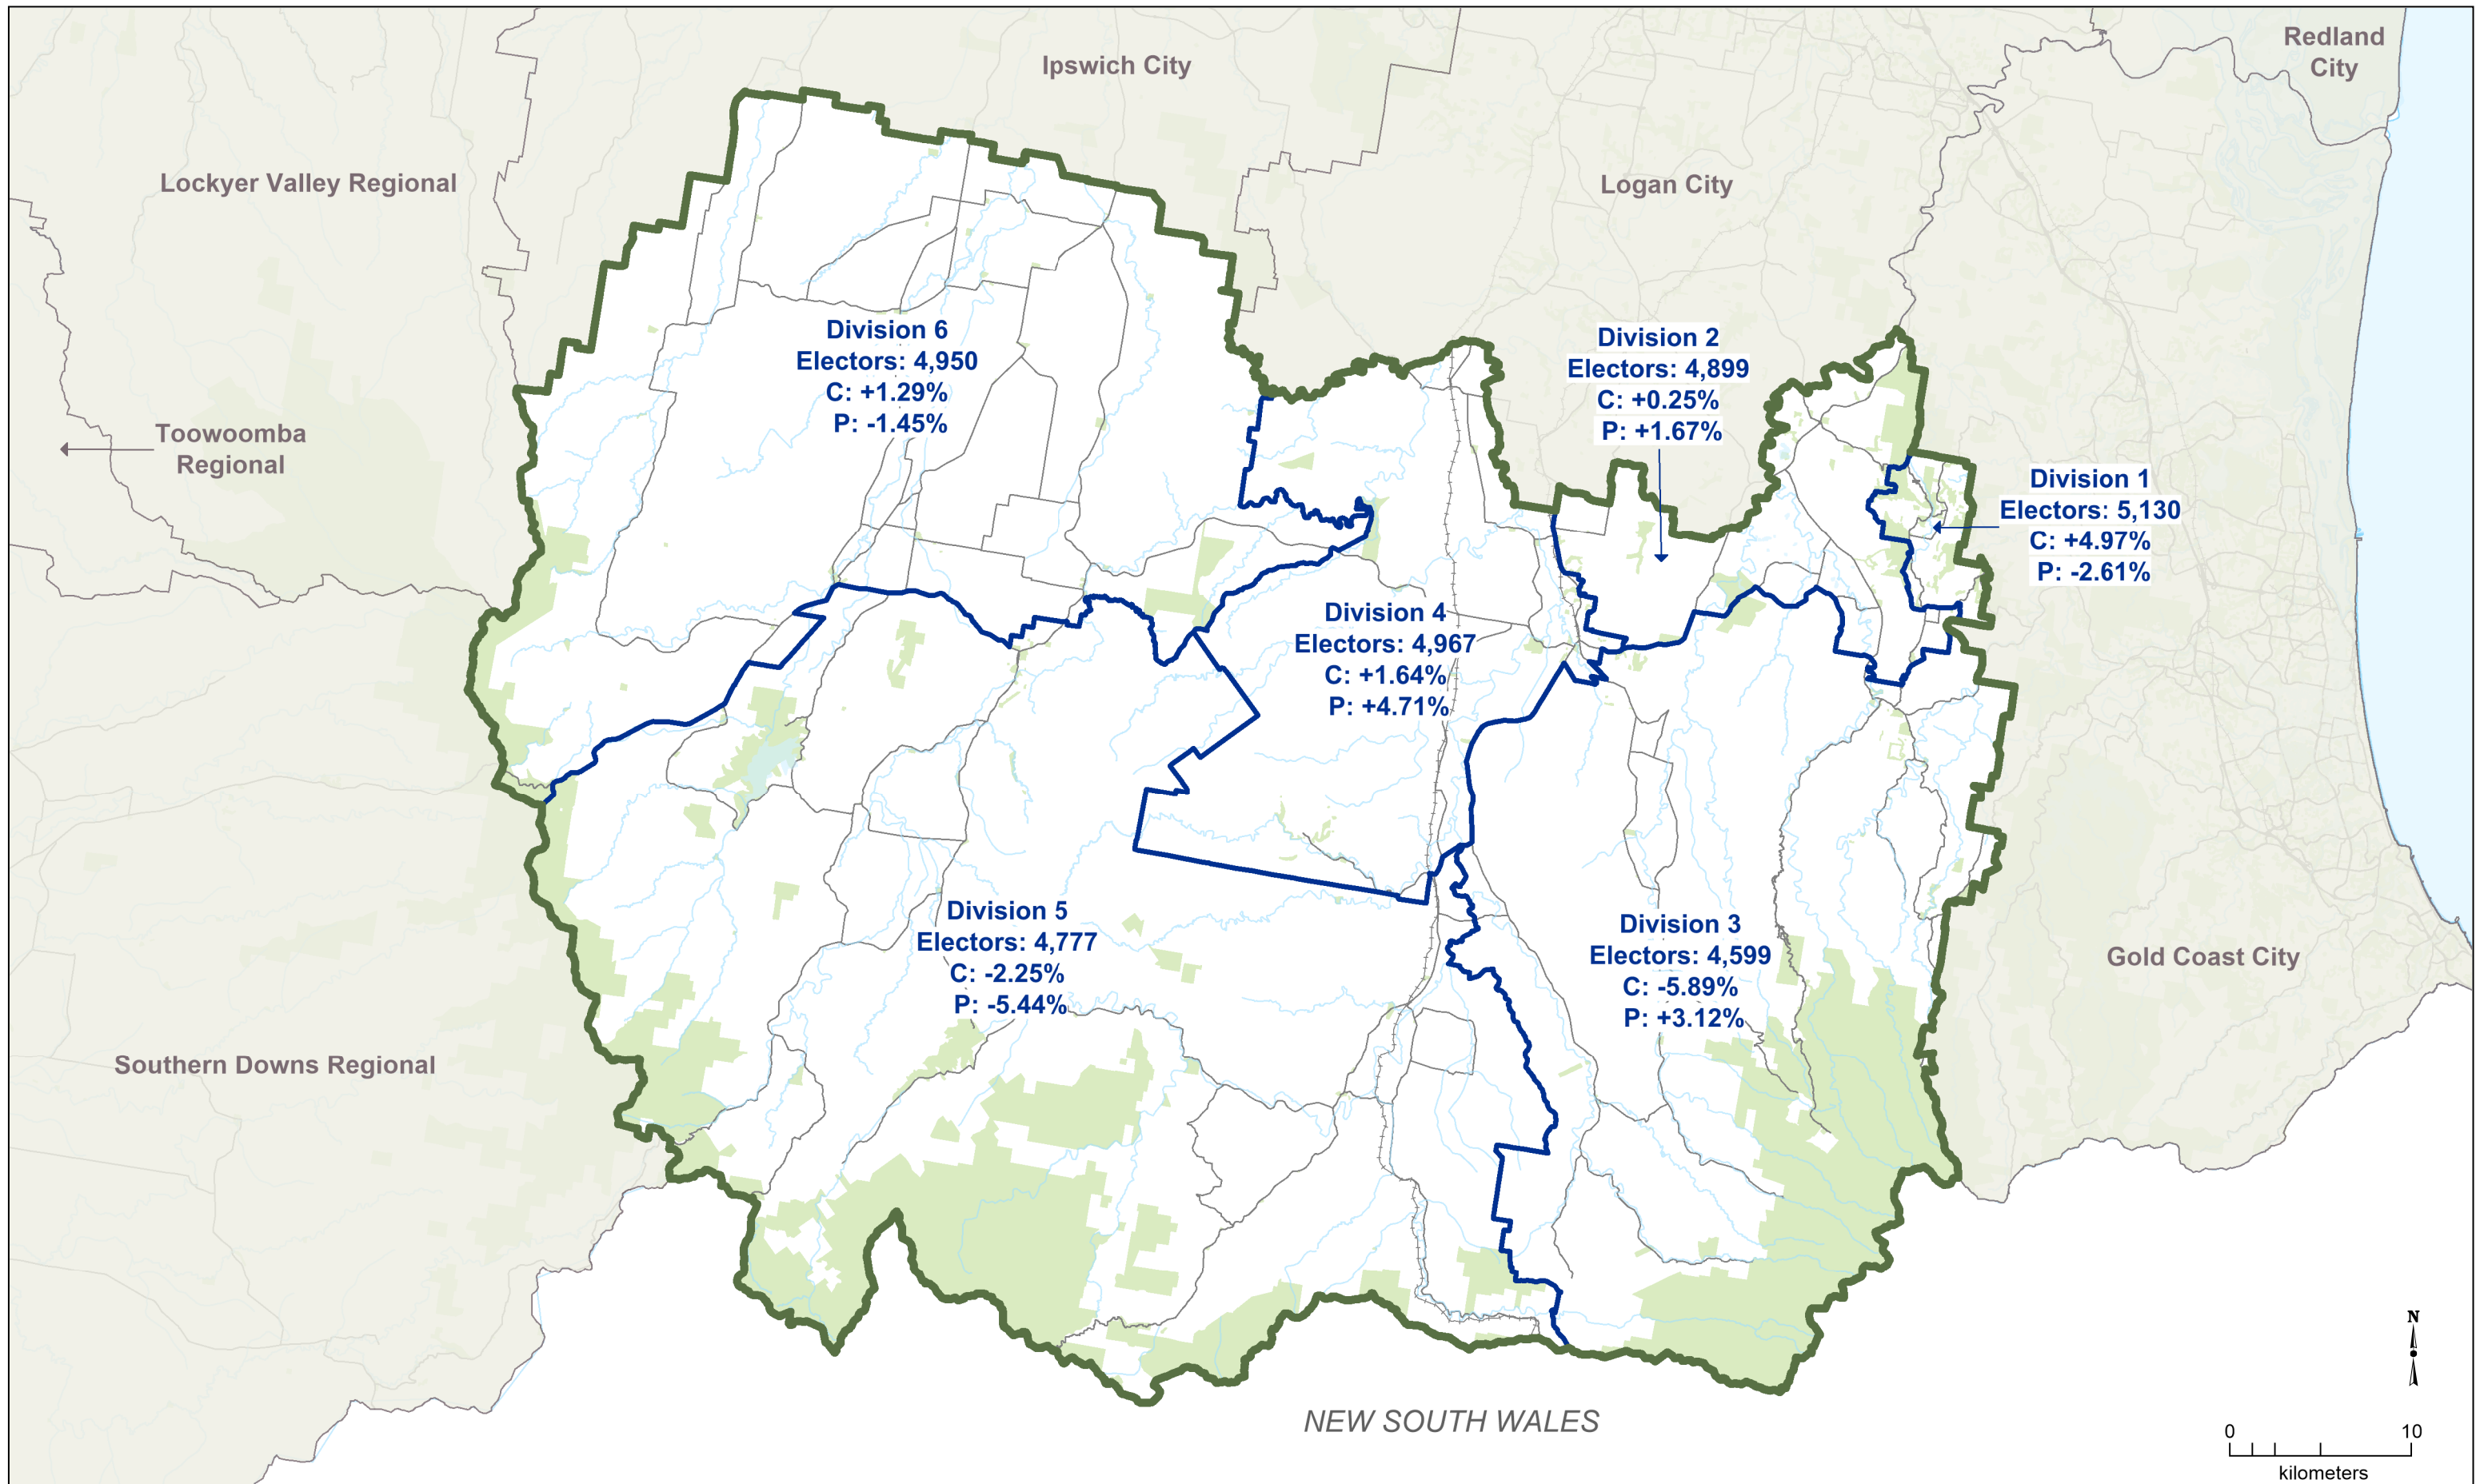 Redland
City
Ipswich City
Lockyer Valley Regional
Logan City
Division 6
Electors: 4,950
C: +1.29%
P: -1.45%
Division 2
Electors: 4,899
C: +0.25%
P: +1.67%
Toowoomba
Regional
Division 1
Electors: 5,130
C: +4.97%
P: -2.61%
Division 4
Electors: 4,967
C: +1.64%
P: +4.71%
Division 5
Electors: 4,777
C: -2.25%
P: -5.44%
Division 3
Electors: 4,599
C: -5.89%
P: +3.12%
Gold Coast City
Southern Downs Regional
N
NEW SOUTH WALES
0 10
kilometers